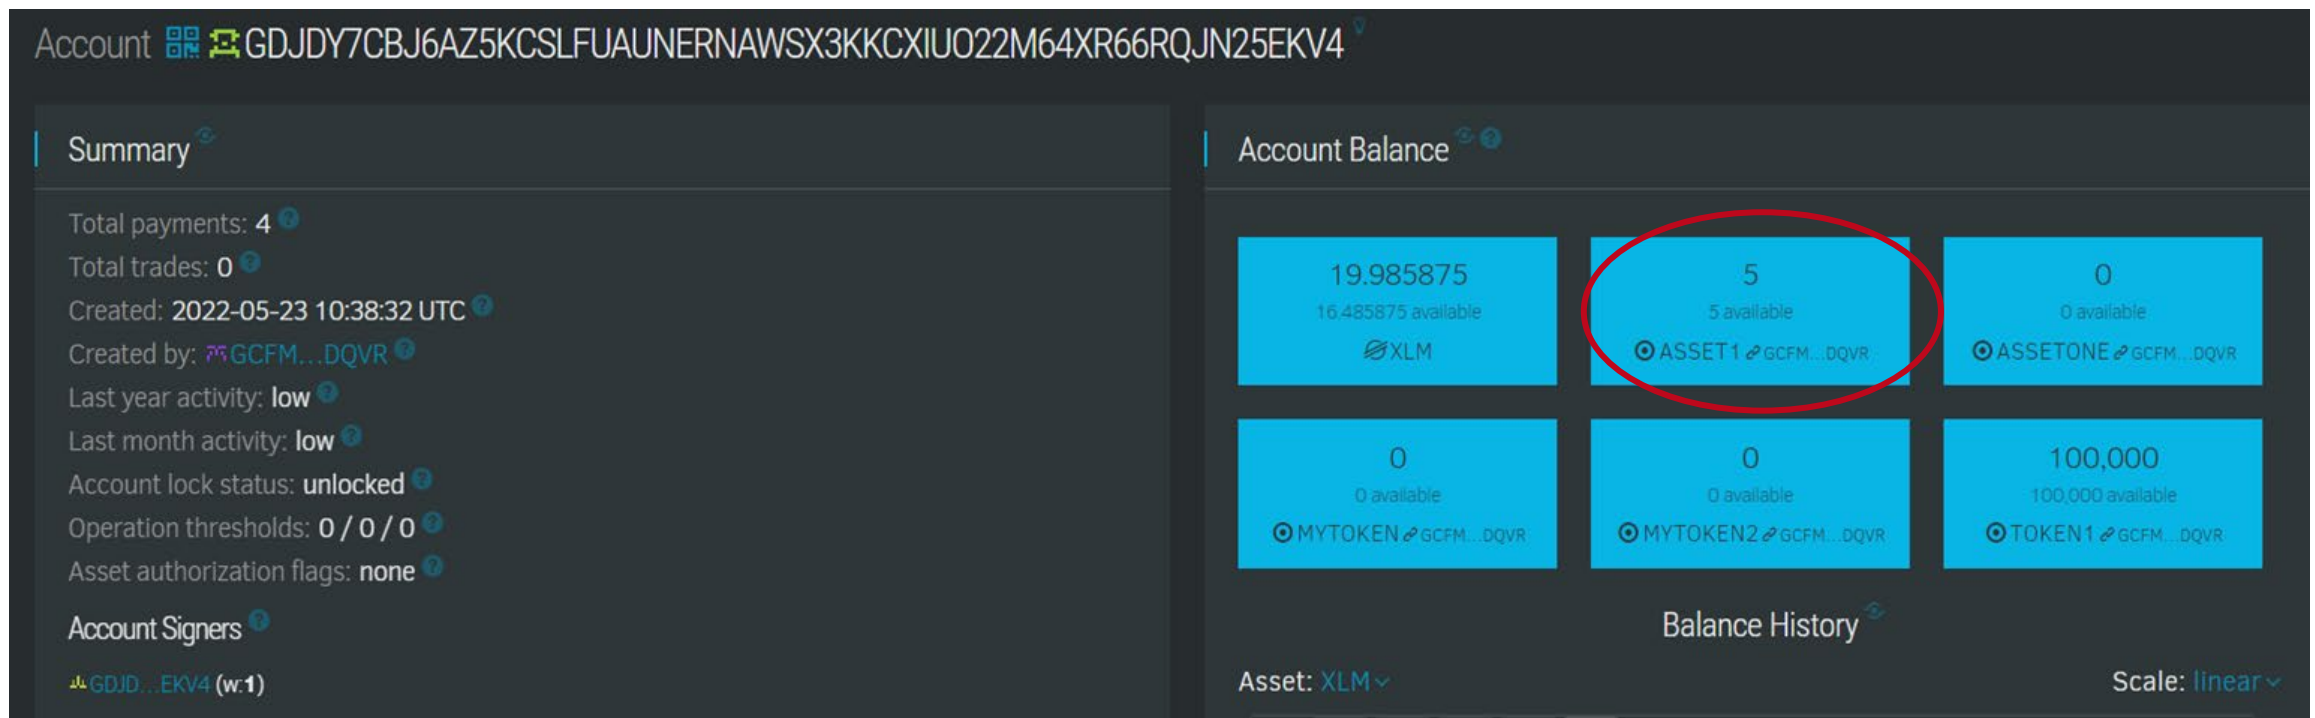 Account GDJDY7CBJ6AZ5KCSLFUAUNERNAWSX3KKCXIUO22M64XR66RQJN25EKV4
Summary
Total payments: 4
Total trades: 0
Created: 2022-05-23 10:38:32 UTC
Created by: GCFM...DQVR
Last year activity: low
Last month activity: low
Account lock status: unlocked
Operation thresholds: 0 / 0 / 0
Asset authorization flags: none
Account Signers
GDJD...EKV4 (w:1)
Account Balance
19.985875
16.485875 available
XLM
5
5 available
ASSET1 GCFM...DQVR
0
0 available
ASSETONE GCFM...DQVR
0
0 available
MYTOKEN GCFM...DQVR
0
0 available
MYTOKEN2 GCFM...DQVR
100,000
100,000 available
TOKEN1 GCFM...DQVR
Balance History
Asset: XLM
Scale: linear